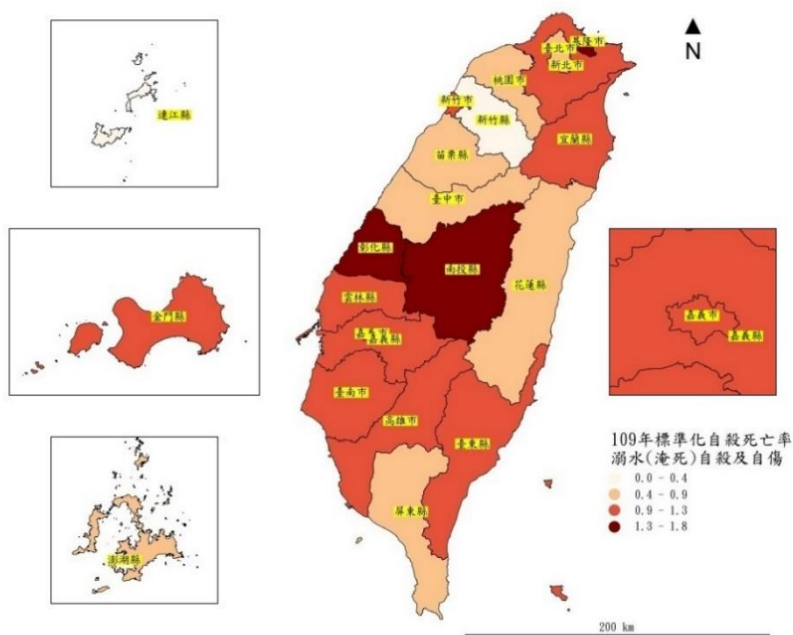 N
連江縣
基隆市
臺北市
新北市
桃園市
新竹市
新竹縣
宜蘭縣
苗栗縣
臺中市
彰化縣
南投縣
花蓮縣
雲林縣
金門縣
嘉義市
嘉義縣
嘉義市
嘉義縣
臺南市
高雄市
臺東縣
屏東縣
澎湖縣
109年標準化自殺死亡率
溺水(淹死)自殺及自傷
0.0 - 0.4
0.4 - 0.9
0.9 - 1.3
1.3 - 1.8
200 km